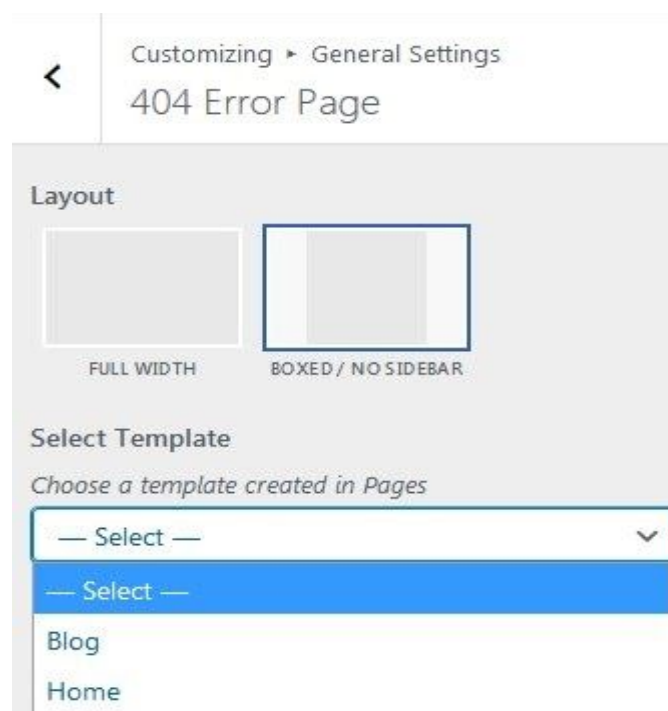 Customizing ▸ General Settings
404 Error Page
Layout
FULL WIDTH
BOXED / NO SIDEBAR
Select Template
Choose a template created in Pages
— Select —
— Select —
Blog
Home